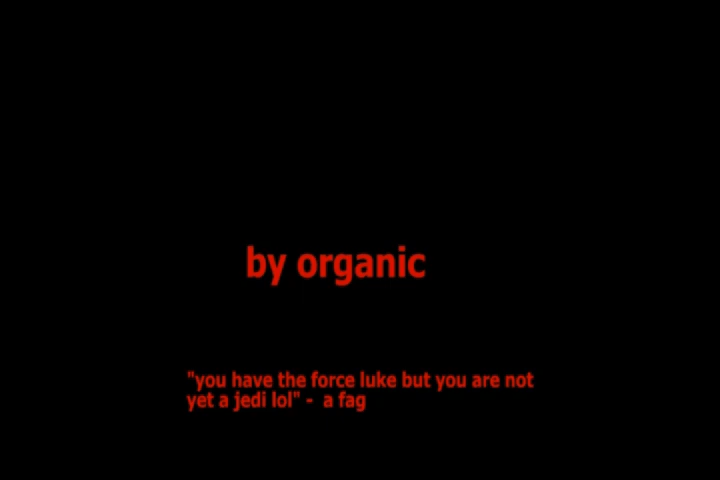 by organic
"you have the force luke but you are not
yet a jedi lol" -  a fag